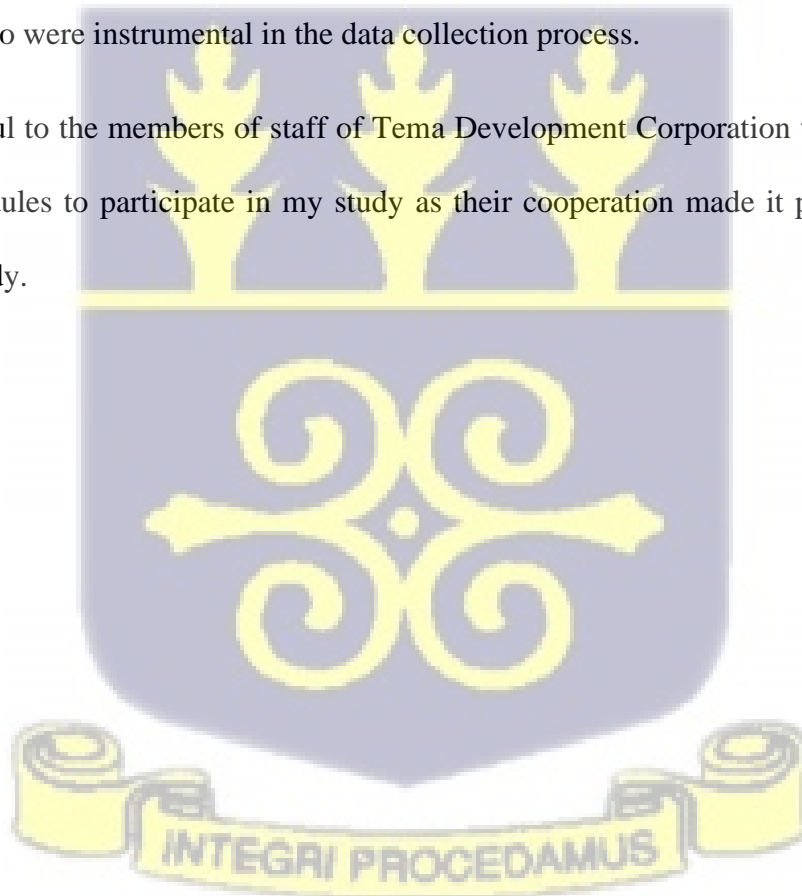 o were instrumental in the data collection process.
ul to the members of staff of Tema Development Corporation
ules to participate in my study as their cooperation made it p
ly.
INTEGRI PROCEDAMUS